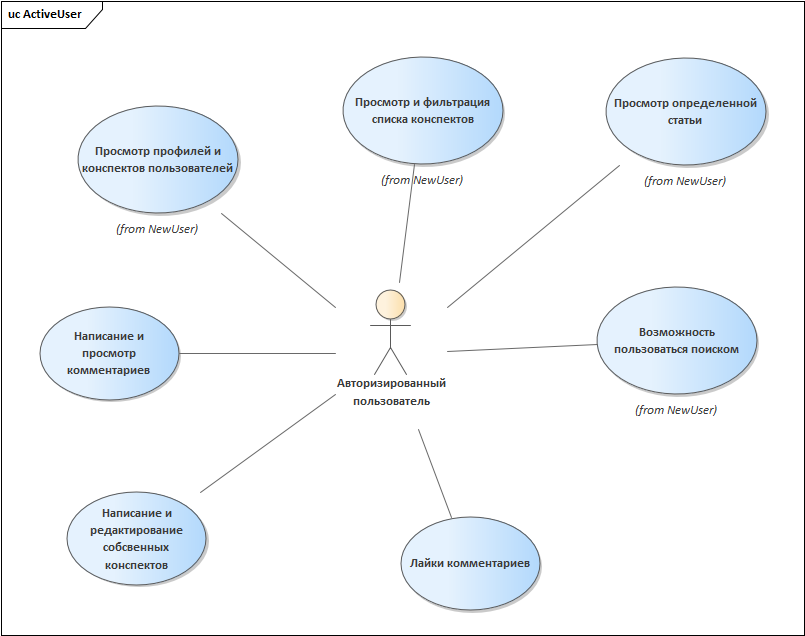 uc ActiveUser
Просмотр и фильтрация
списка конспектов
(from NewUser)
Просмотр определенной
статьи
(from NewUser)
Просмотр профилей и
конспектов пользователей
(from NewUser)
Написание и
просмотр
комментариев
Возможность
пользоваться поиском
(from NewUser)
Авторизированный
пользователь
Написание и
редактирование
собсвенных
конспектов
Лайки комментариев